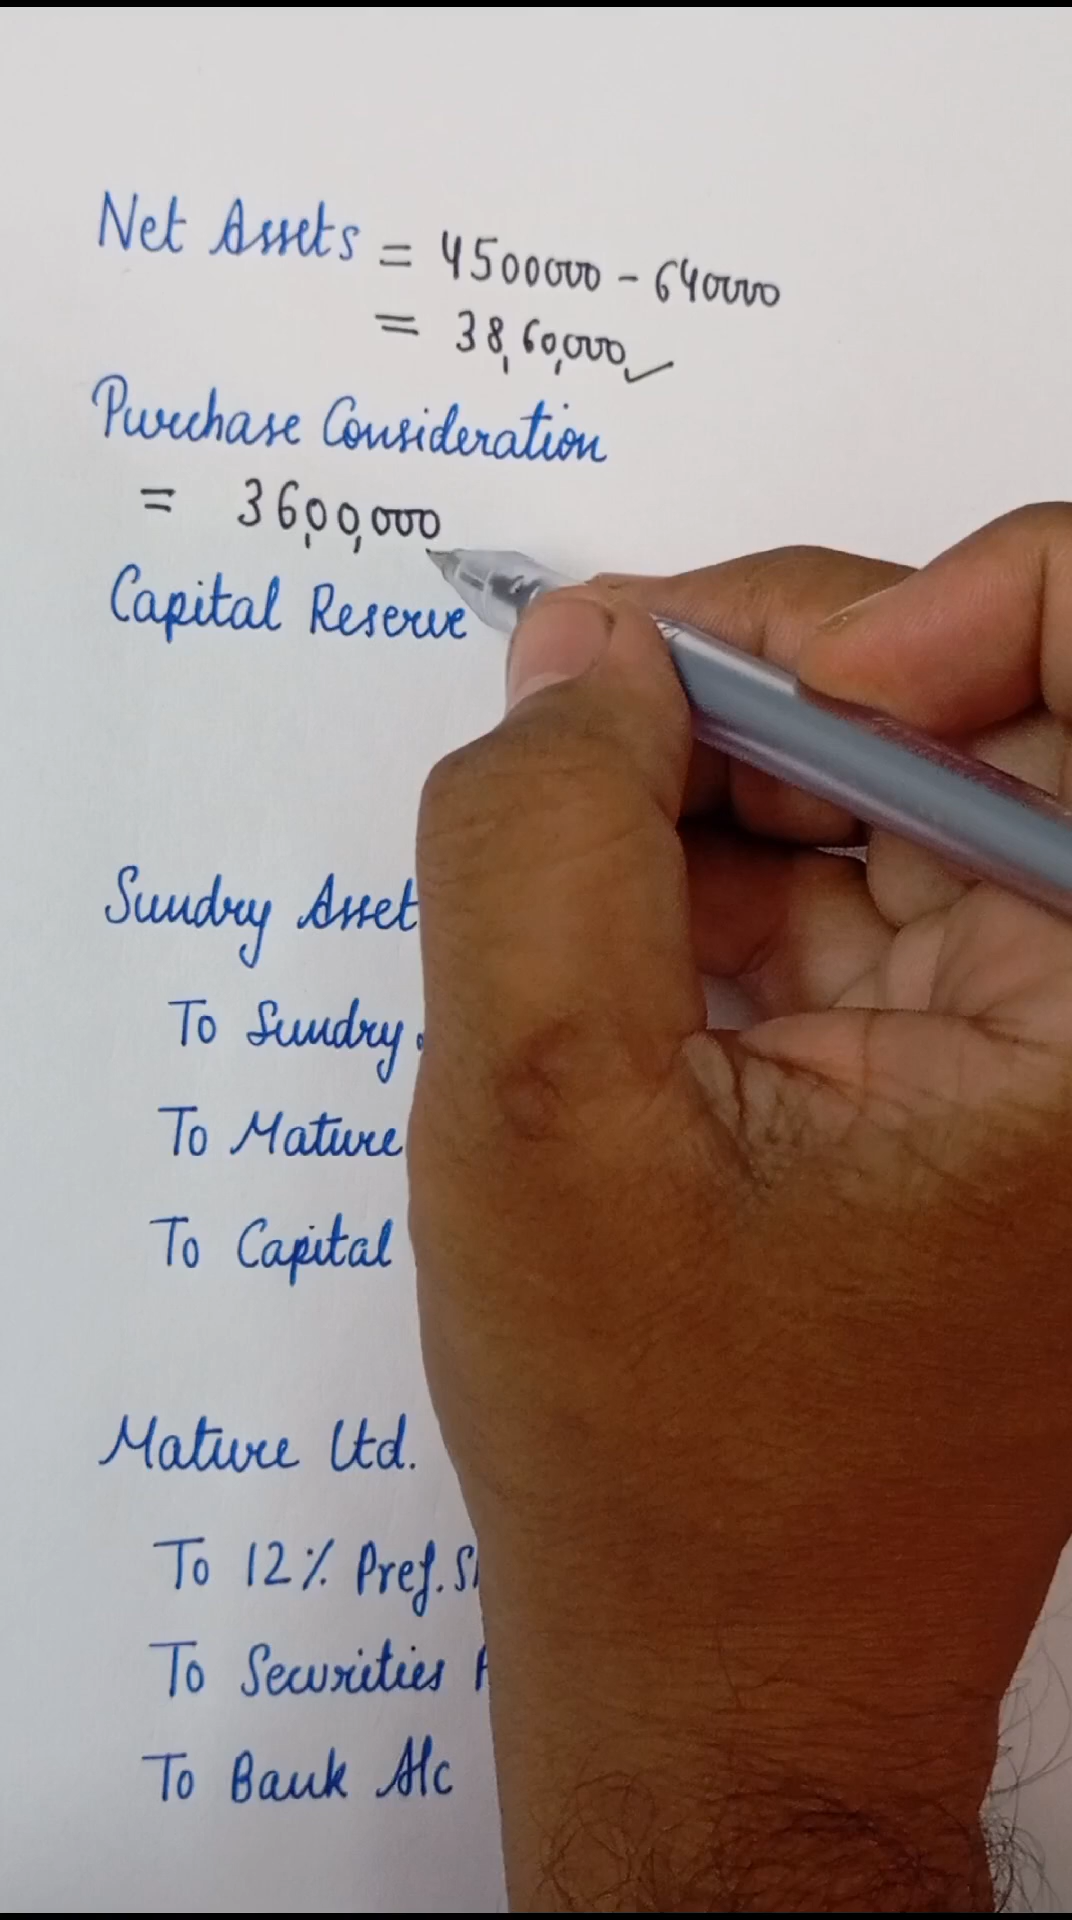 Net Assets = 4500000 - 640000
= 38,60,000
Purchase Consideration
= 36,00,000
Capital Reserve
Sundry Asset
To Sundry
To Mature
To Capital
Mature Ltd.
To 12% Pref.
To Securities
To Bank A/c